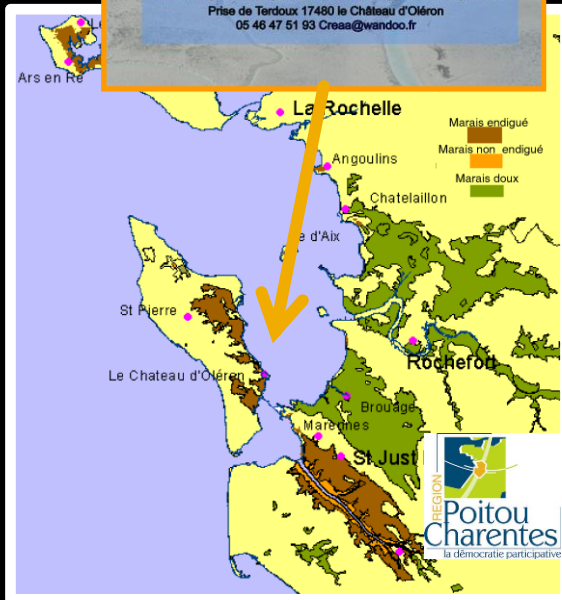 Prise de Terdoux 17480 le Château d'Oléron
05 46 47 51 93 Creaa@wandoo.fr
Ars en Ré
La Rochelle
Marais endigué
Marais non endigué
Marais doux
Angoulins
Chatelaillon
e d'Aix
St Pierre
Rochefort
Le Chateau d'Oléron
Brouage
Marennes
St Just
REGION
Poitou
Charentes
la démocratie participative